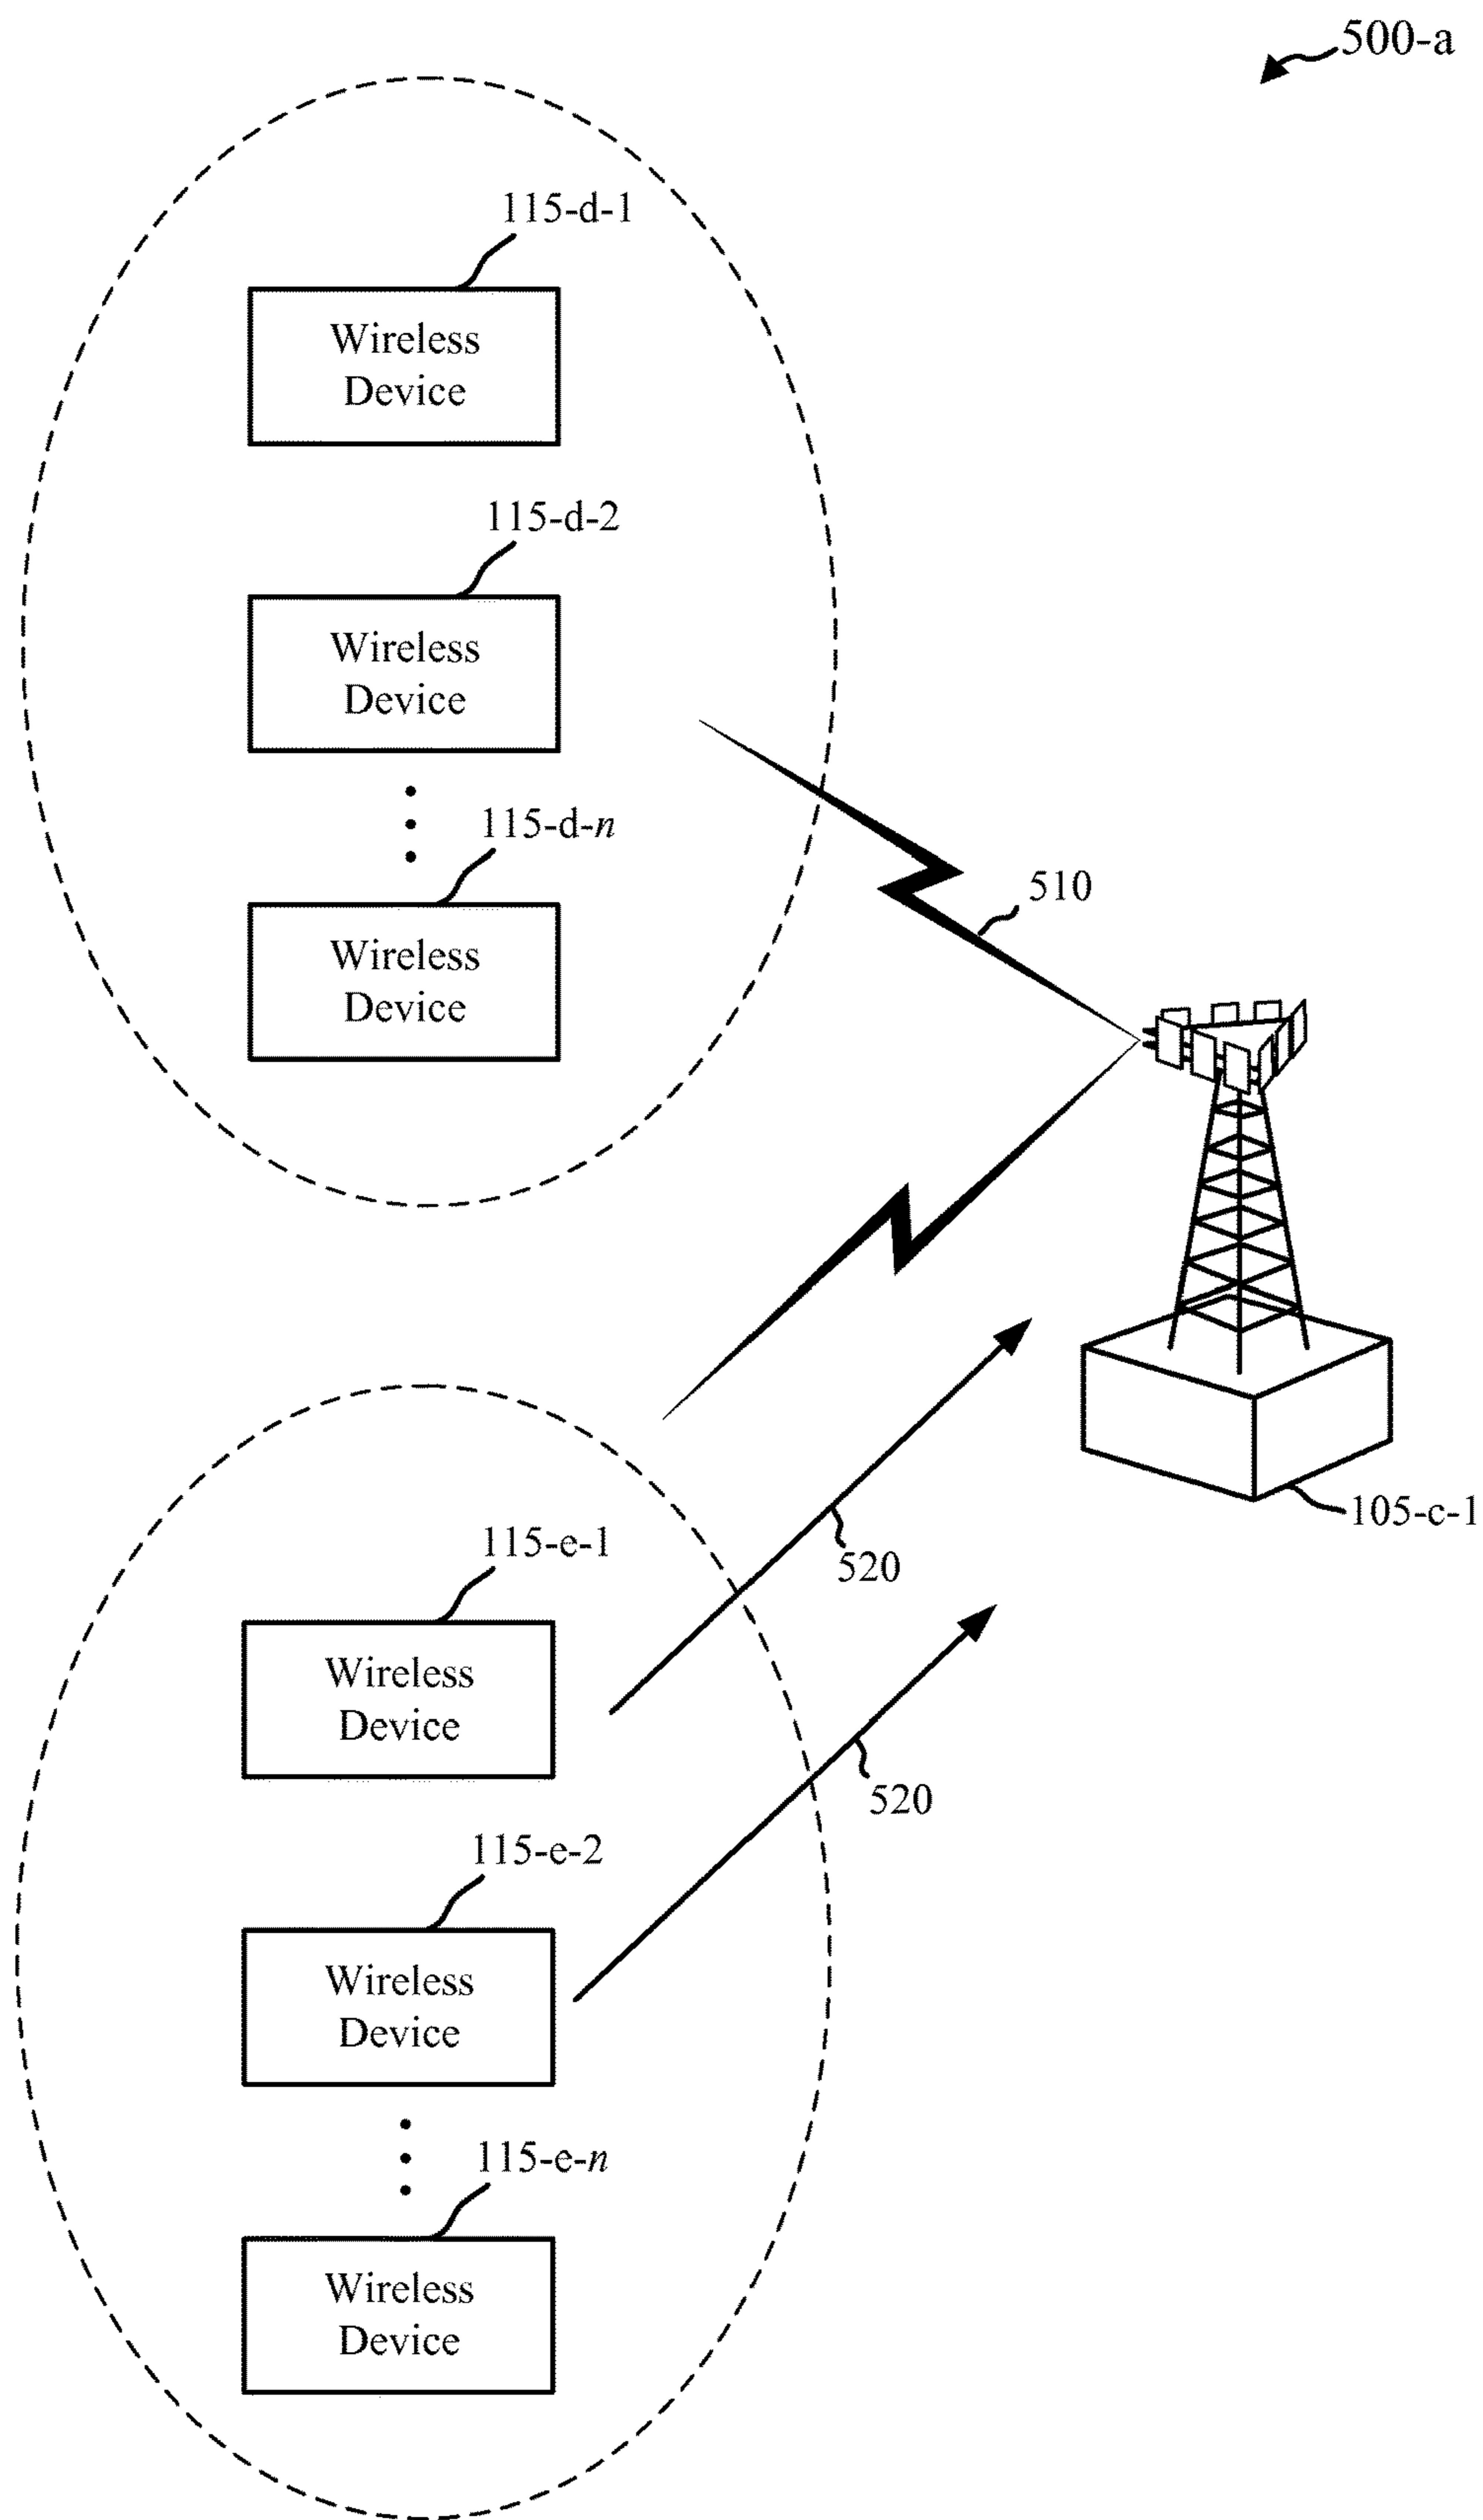 500-a
115-d-1
Wireless
Device
115-d-2
Wireless
Device
115-d-n
Wireless
Device
510
105-c-1
115-e-1
520
Wireless
Device
520
115-e-2
Wireless
Device
115-e-n
Wireless
Device